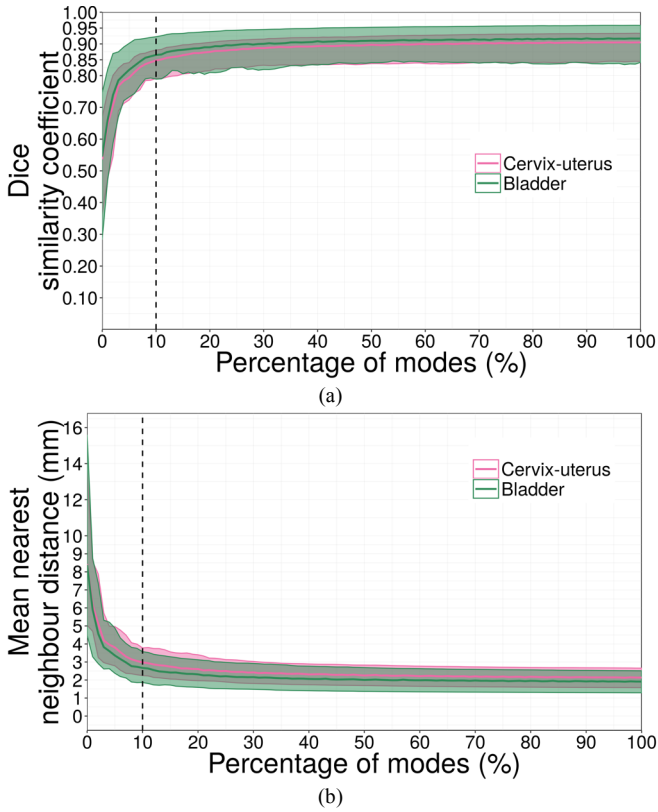 1.00
0.95
0.90
0.85
0.80
0.70
0.60
0.50
0.40
0.30
0.20
0.10
Dice
similarity coefficient
Cervix-uterus
Bladder
0 10 20 30 40 50 60 70 80 90 100
Percentage of modes (%)
(a)
16
14
12
10
9
8
7
6
5
4
3
2
1
0
Mean nearest
neighbour distance (mm)
Cervix-uterus
Bladder
0 10 20 30 40 50 60 70 80 90 100
Percentage of modes (%)
(b)